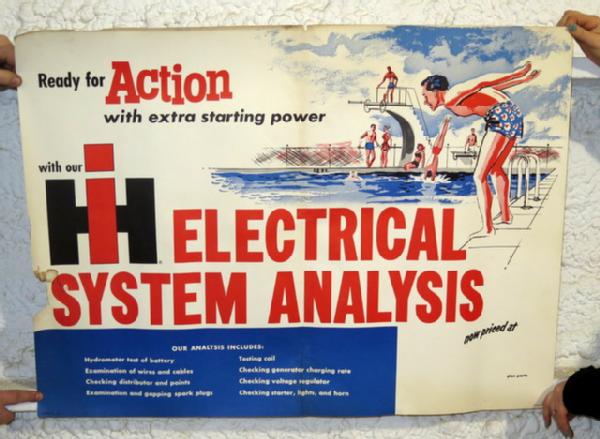 Ready for Action
with extra starting power
with our
IH ELECTRICAL
SYSTEM ANALYSIS
now priced at
OUR ANALYSIS INCLUDES:
Hydrometer test of battery
Examination of wires and cables
Checking distributor and points
Examination and gapping spark plugs
Testing coil
Checking generator charging rate
Checking voltage regulator
Checking starter, lights, and horn